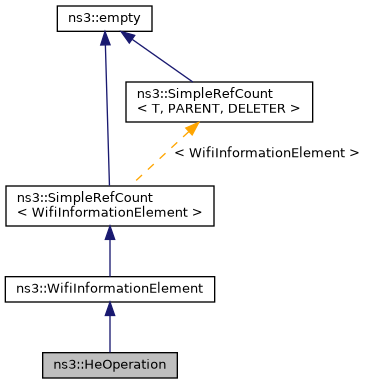 ns3::empty
ns3::SimpleRefCount
< T, PARENT, DELETER >
< WifiInformationElement >
ns3::SimpleRefCount
< WifiInformationElement >
ns3::WifiInformationElement
ns3::HeOperation